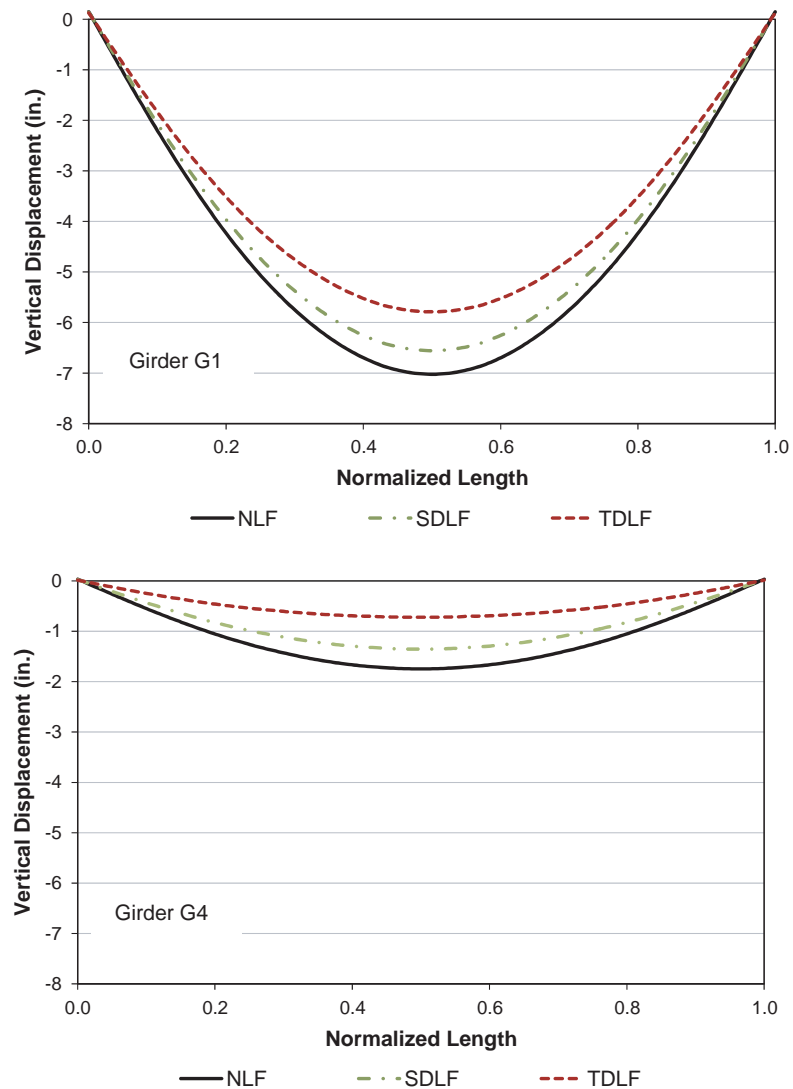 Vertical Displacement (in.)
0
-1
-2
-3
-4
-5
-6
-7
-8
Girder G1
0.0 0.2 0.4 0.6 0.8 1.0
Normalized Length
NLF SDLF TDLF
Vertical Displacement (in.)
0
-1
-2
-3
-4
-5
-6
-7
-8
Girder G4
0.0 0.2 0.4 0.6 0.8 1.0
Normalized Length
NLF SDLF TDLF